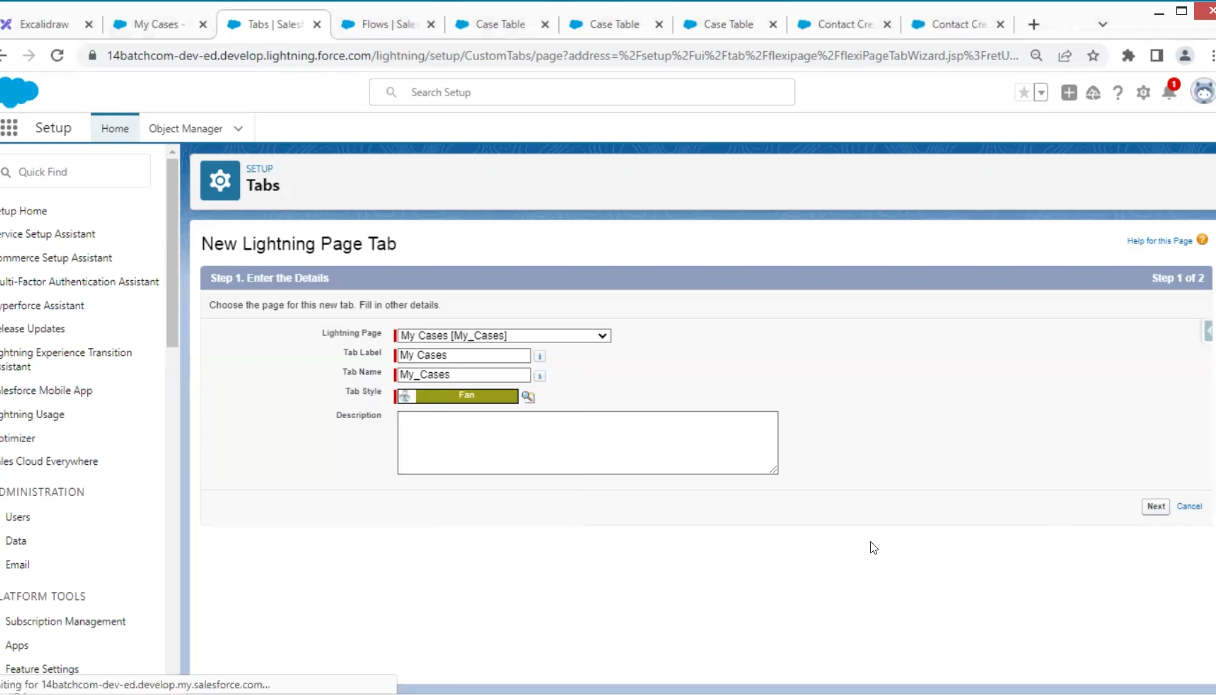 Excalidraw
My Cases -
Tabs | Sales
Flows | Sale
Case Table
Case Table
Case Table
Contact Cre
Contact Cre
14batchcom-dev-ed.develop.lightning.force.com/lightning/setup/CustomTabs/page?address=%2Fsetup%2Fui%2Ftab%2Fflexipage%2FflexiPageTabWizard.jsp%3FretU...
Search Setup
1
Setup
Home
Object Manager
Quick Find
etup Home
ervice Setup Assistant
ommerce Setup Assistant
ulti-Factor Authentication Assistant
yperforce Assistant
elease Updates
ghtning Experience Transition
ssistant
alesforce Mobile App
ghtning Usage
ptimizer
ales Cloud Everywhere
DMINISTRATION
Users
Data
Email
LATFORM TOOLS
Subscription Management
Apps
Feature Settings
SETUP
Tabs
New Lightning Page Tab
Help for this Page
Step 1. Enter the Details
Step 1 of 2
Choose the page for this new tab. Fill in other details.
Lightning Page
My Cases [My_Cases]
Tab Label
My Cases
Tab Name
My_Cases
Tab Style
Fan
Description
Next
Cancel
iting for 14batchcom-dev-ed.develop.my.salesforce.com...